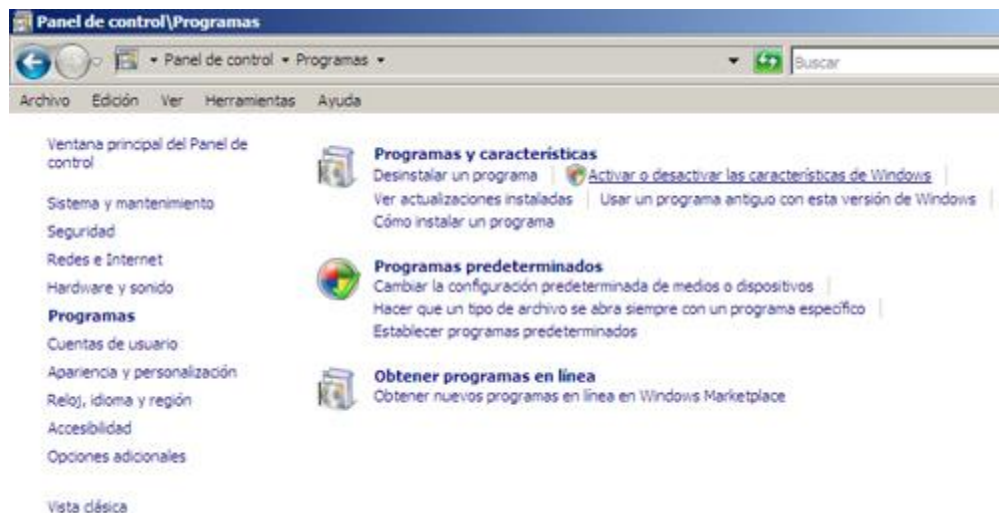 Panel de control\Programas
Panel de control Programas
Buscar
Archivo Edición Ver Herramientas Ayuda
Ventana principal del Panel de
control
Sistema y mantenimiento
Seguridad
Redes e Internet
Hardware y sonido
Programas
Cuentas de usuario
Apariencia y personalización
Reloj, idioma y región
Accesibilidad
Opciones adicionales
Vista clásica
Programas y características
Desinstalar un programa Activar o desactivar las características de Windows
Ver actualizaciones instaladas Usar un programa antiguo con esta versión de Windows
Cómo instalar un programa
Programas predeterminados
Cambiar la configuración predeterminada de medios o dispositivos
Hacer que un tipo de archivo se abra siempre con un programa específico
Establecer programas predeterminados
Obtener programas en línea
Obtener nuevos programas en línea en Windows Marketplace